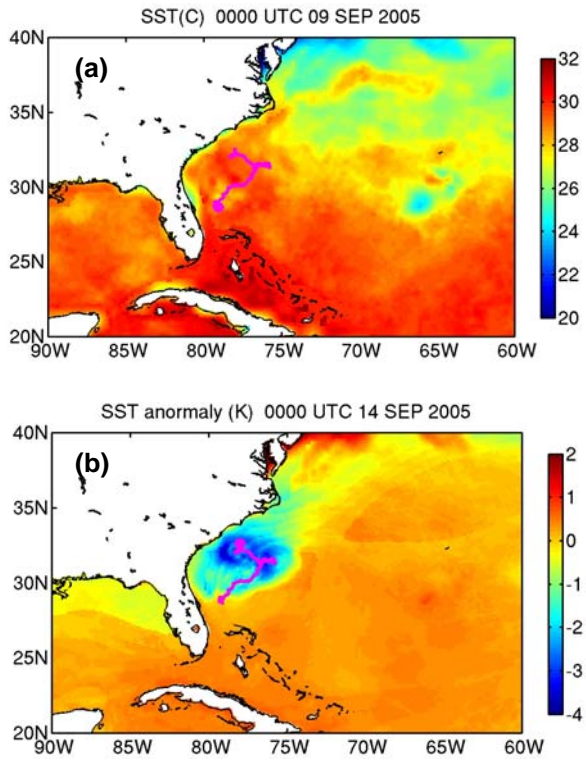 SST(C) 0000 UTC 09 SEP 2005
(a)
40N
35N
30N
25N
20N
90W 85W 80W 75W 70W 65W 60W
32
30
28
26
24
22
20
SST anormaly (K) 0000 UTC 14 SEP 2005
(b)
40N
35N
30N
25N
20N
90W 85W 80W 75W 70W 65W 60W
2
1
0
-1
-2
-3
-4